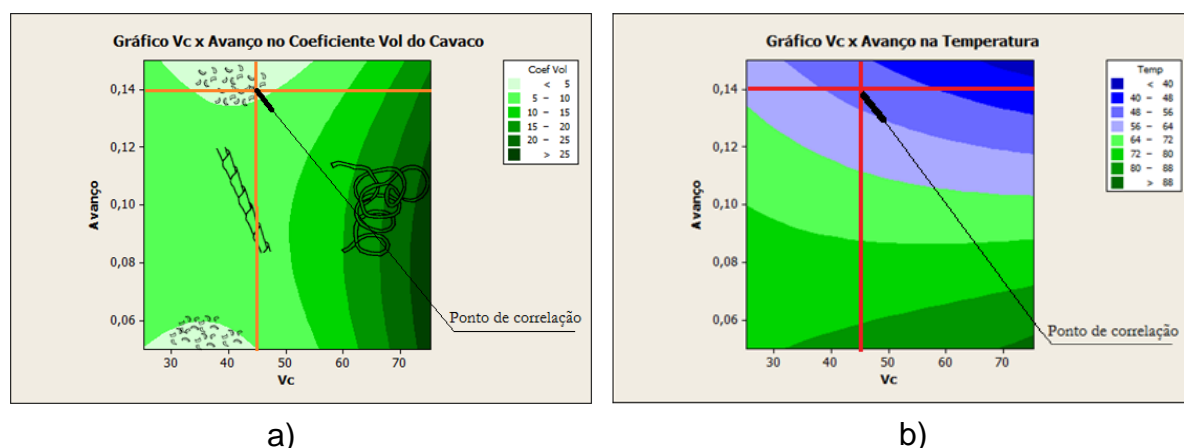 Gráfico Vc x Avanço no Coeficiente Vol do Cavaco
Coef Vol
< 5
5 – 10
10 – 15
15 – 20
20 – 25
> 25
Avanço
0,14
0,12
0,10
0,08
0,06
30 40 50 60 70
Vc
Ponto de correlação
a)
Gráfico Vc x Avanço na Temperatura
Temp
< 40
40 – 48
48 – 56
56 – 64
64 – 72
72 – 80
80 – 88
> 88
Avanço
0,14
0,12
0,10
0,08
0,06
30 40 50 60 70
Vc
Ponto de correlação
b)